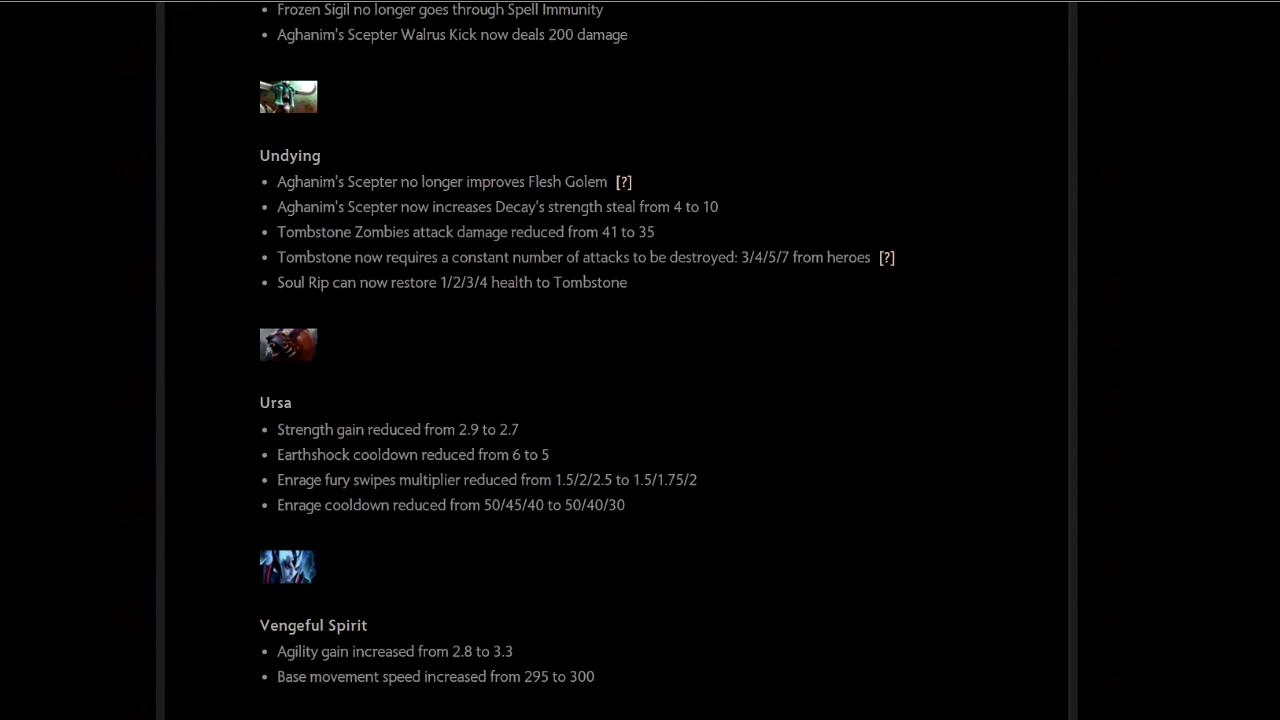 • Frozen Sigil no longer goes through Spell Immunity
• Aghanim's Scepter Walrus Kick now deals 200 damage
Undying
• Aghanim's Scepter no longer improves Flesh Golem [?]
• Aghanim's Scepter now increases Decay's strength steal from 4 to 10
• Tombstone Zombies attack damage reduced from 41 to 35
• Tombstone now requires a constant number of attacks to be destroyed: 3/4/5/7 from heroes [?]
• Soul Rip can now restore 1/2/3/4 health to Tombstone
Ursa
• Strength gain reduced from 2.9 to 2.7
• Earthshock cooldown reduced from 6 to 5
• Enrage fury swipes multiplier reduced from 1.5/2/2.5 to 1.5/1.75/2
• Enrage cooldown reduced from 50/45/40 to 50/40/30
Vengeful Spirit
• Agility gain increased from 2.8 to 3.3
• Base movement speed increased from 295 to 300